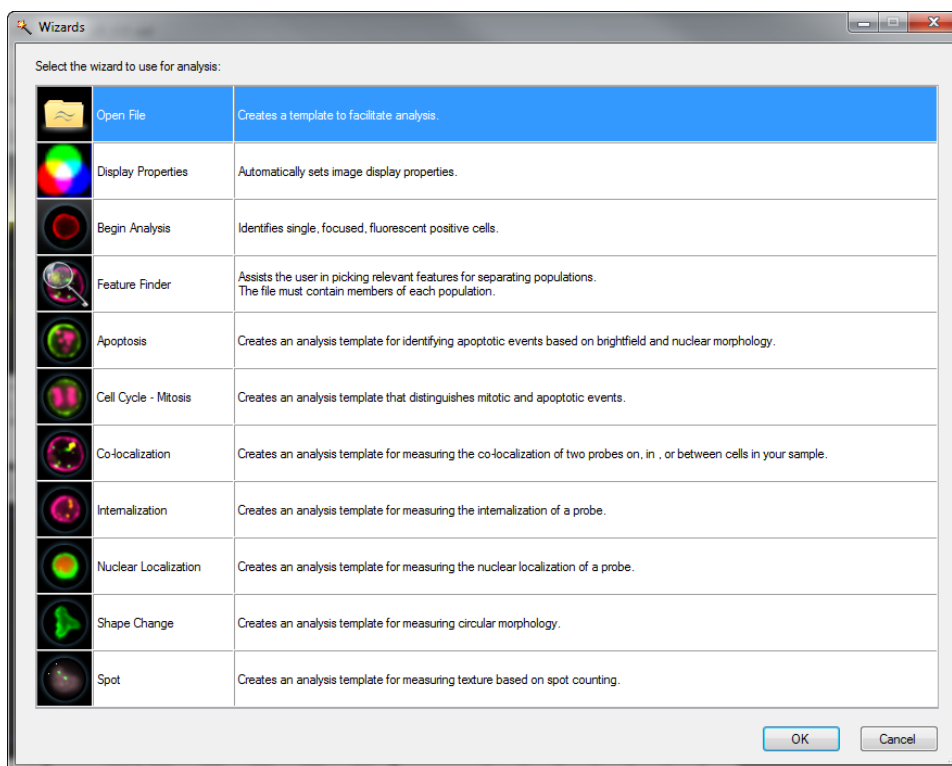 Wizards
Select the wizard to use for analysis:
Open File
Creates a template to facilitate analysis.
Display Properties
Automatically sets image display properties.
Begin Analysis
Identifies single, focused, fluorescent positive cells.
Feature Finder
Assists the user in picking relevant features for separating populations.
The file must contain members of each population.
Apoptosis
Creates an analysis template for identifying apoptotic events based on brightfield and nuclear morphology.
Cell Cycle - Mitosis
Creates an analysis template that distinguishes mitotic and apoptotic events.
Co-localization
Creates an analysis template for measuring the co-localization of two probes on, in , or between cells in your sample.
Internalization
Creates an analysis template for measuring the internalization of a probe.
Nuclear Localization
Creates an analysis template for measuring the nuclear localization of a probe.
Shape Change
Creates an analysis template for measuring circular morphology.
Spot
Creates an analysis template for measuring texture based on spot counting.
OK
Cancel